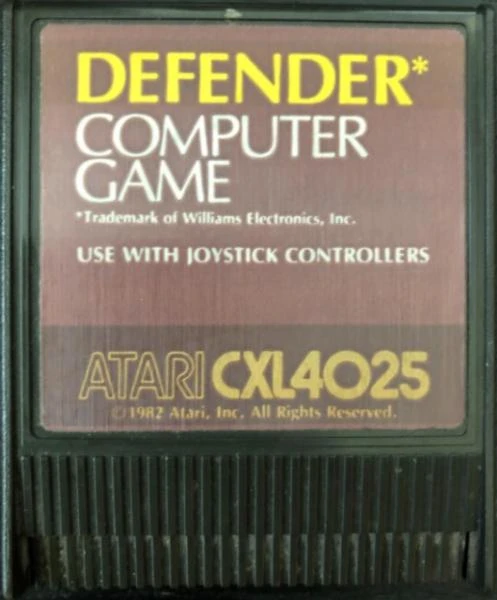 DEFENDER*
COMPUTER
GAME
*Trademark of Williams Electronics, Inc.
USE WITH JOYSTICK CONTROLLERS
ATARI CXL4025
©1982 Atari, Inc. All Rights Reserved.